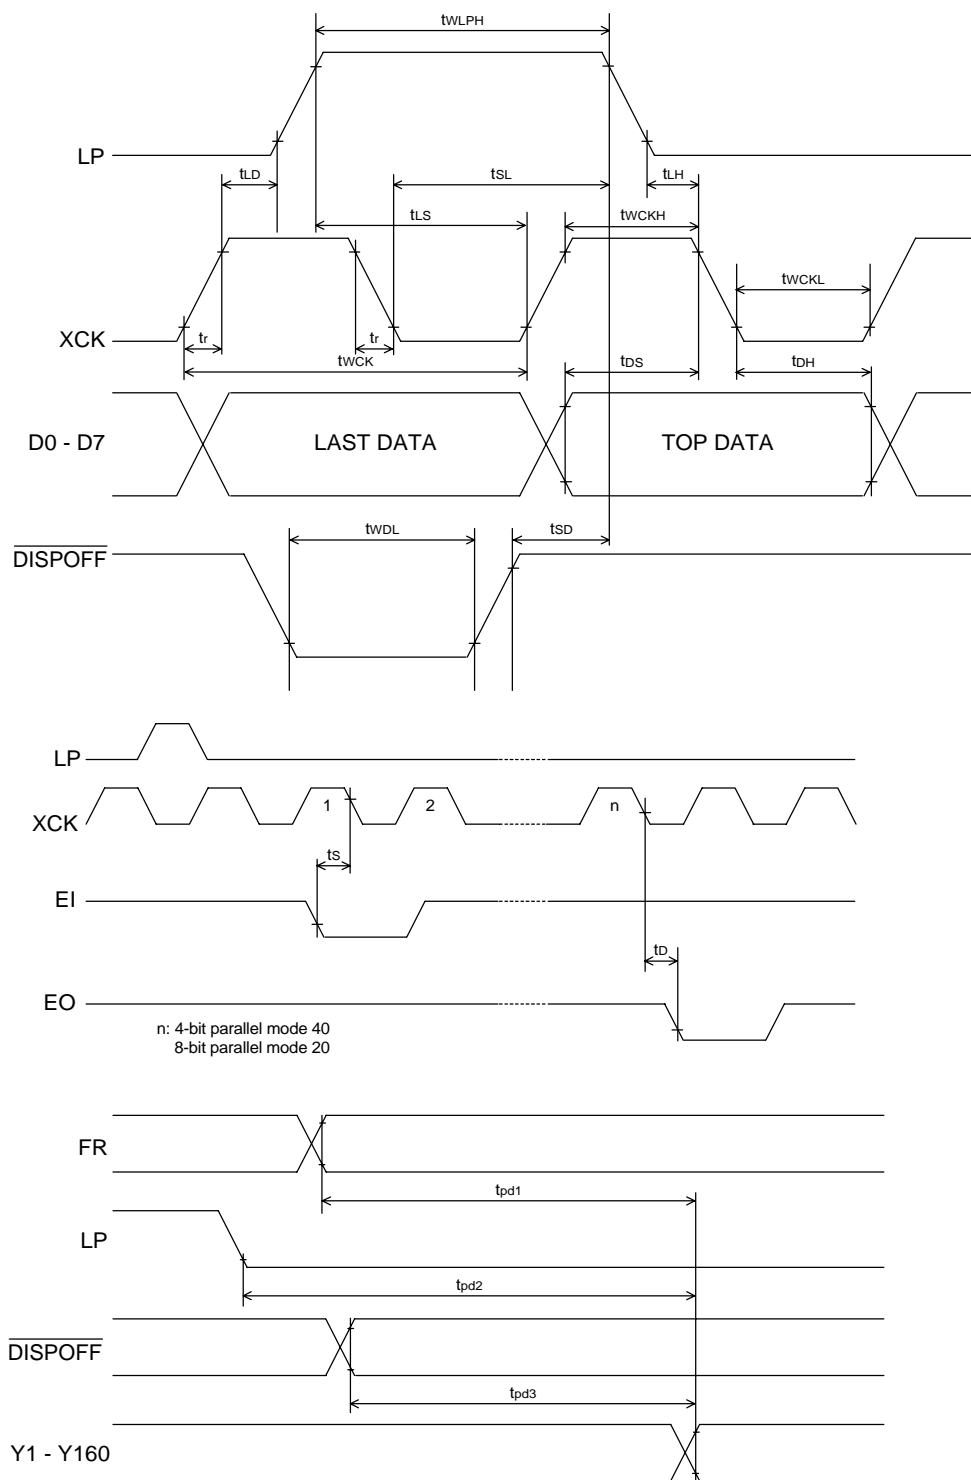 tWLPH
LP
tLD
tSL
tLH
tLS
tWCKH
tWCKL
XCK
tr
tr
tWCK
tDS
tDH
D0 - D7
LAST DATA
TOP DATA
tWDL
tSD
DISPOFF
LP
XCK
1
2
n
tS
EI
tD
EO
n: 4-bit parallel mode 40
8-bit parallel mode 20
FR
tpd1
LP
tpd2
DISPOFF
tpd3
Y1 - Y160